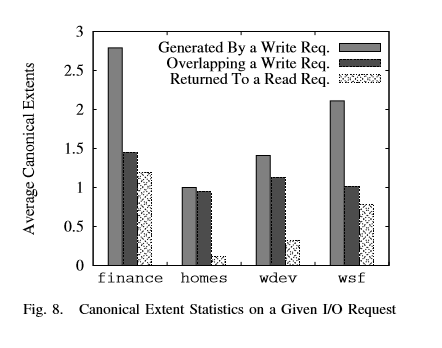 3
2.5
2
1.5
1
0.5
0
Average Canonical Extents
Generated By a Write Req.
Overlapping a Write Req.
Returned To a Read Req.
finance homes wdev wsf
Fig. 8. Canonical Extent Statistics on a Given I/O Request